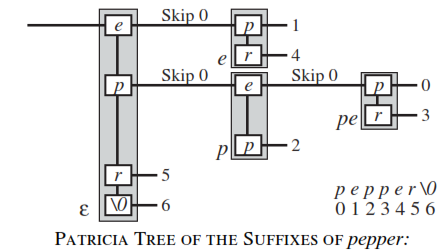 e Skip 0 p 1
e r 4
p Skip 0 e Skip 0 p 0
pe r 3
p p 2
r 5
ε \0 6
p e p p e r \0
0 1 2 3 4 5 6
PATRICIA TREE OF THE SUFFIXES OF pepper: